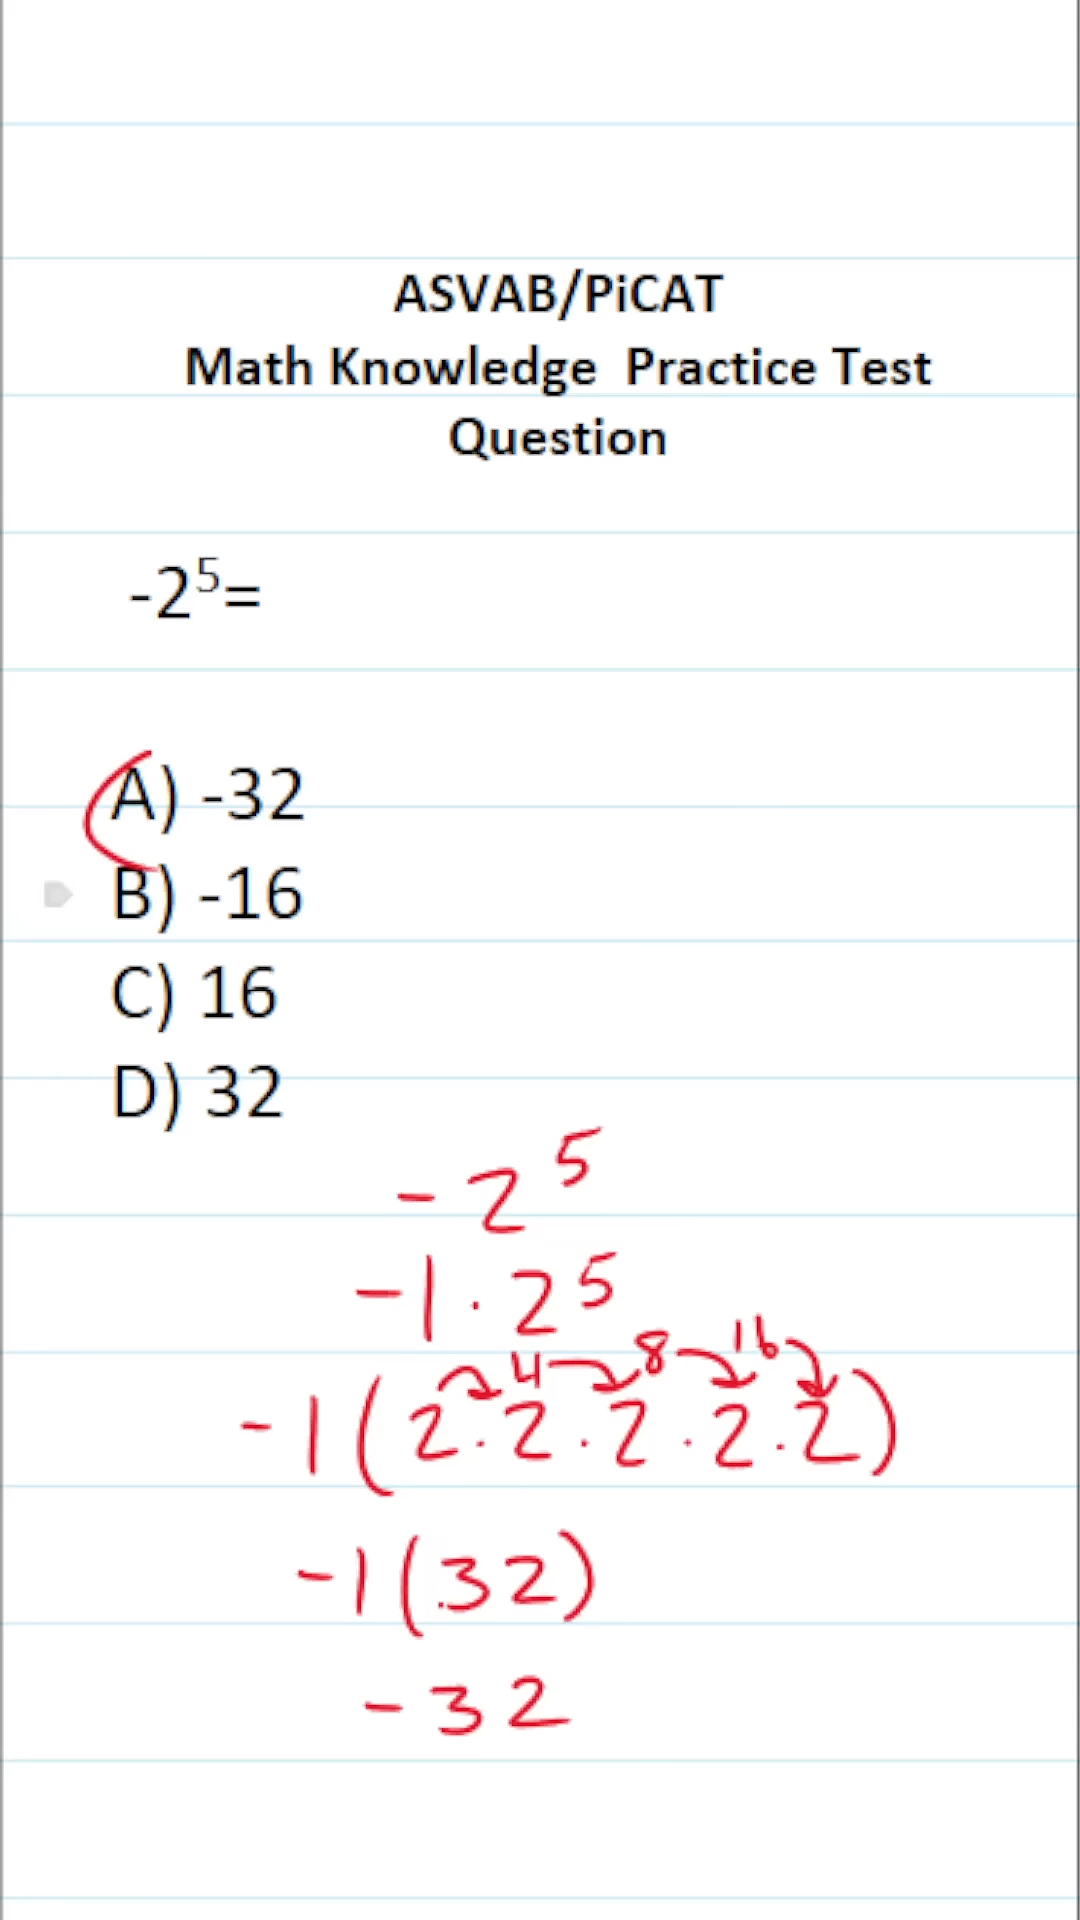 ASVAB/PiCAT
Math Knowledge Practice Test
Question
-2⁵=
A) -32
B) -16
C) 16
D) 32
-2⁵
-1·2⁵
4 8 16
-1(2·2·2·2·2)
-1(32)
-32